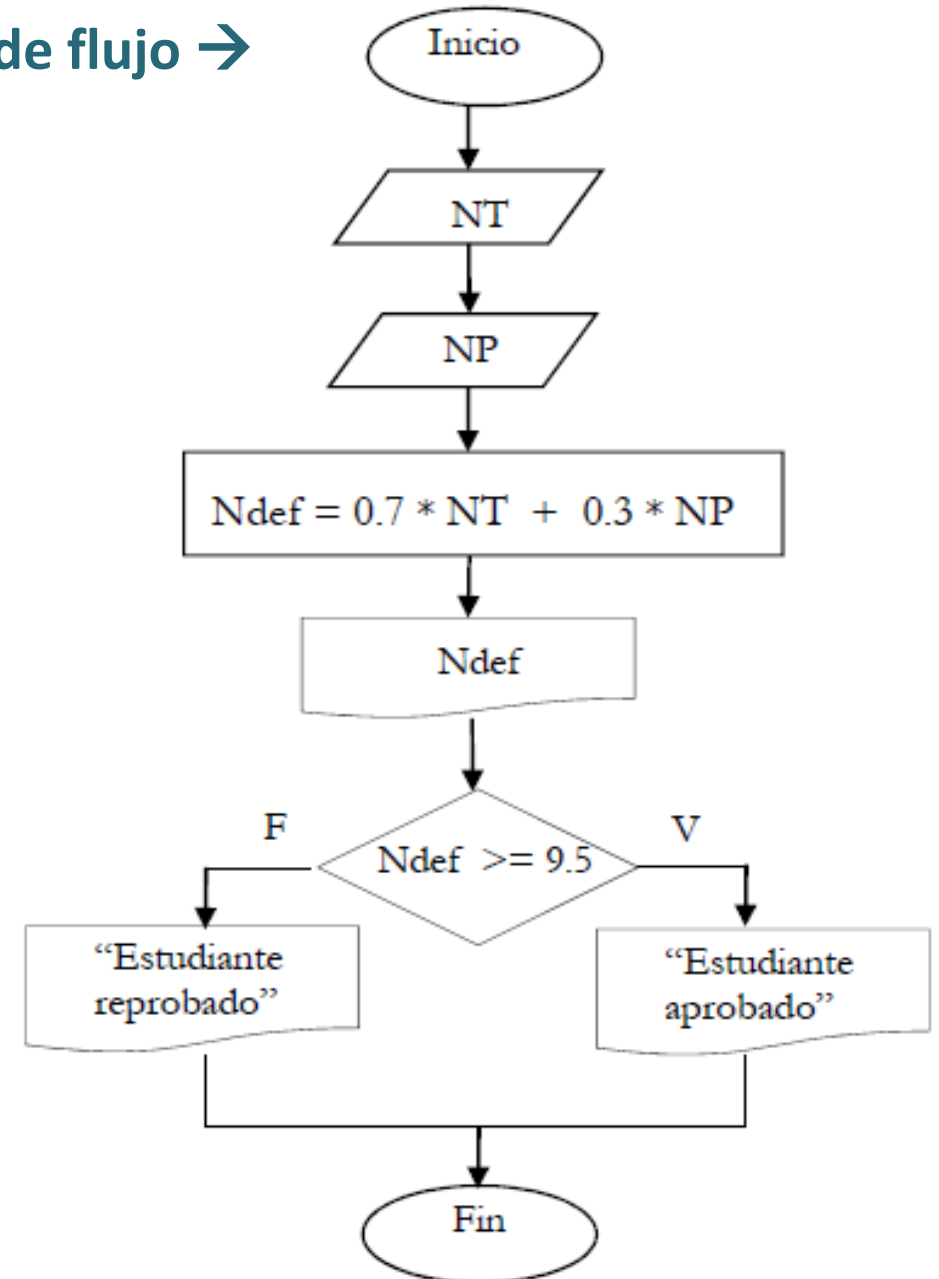 de flujo →
Inicio
NT
NP
Ndef = 0.7 * NT + 0.3 * NP
Ndef
F
V
Ndef >= 9.5
“Estudiante
reprobado”
“Estudiante
aprobado”
Fin